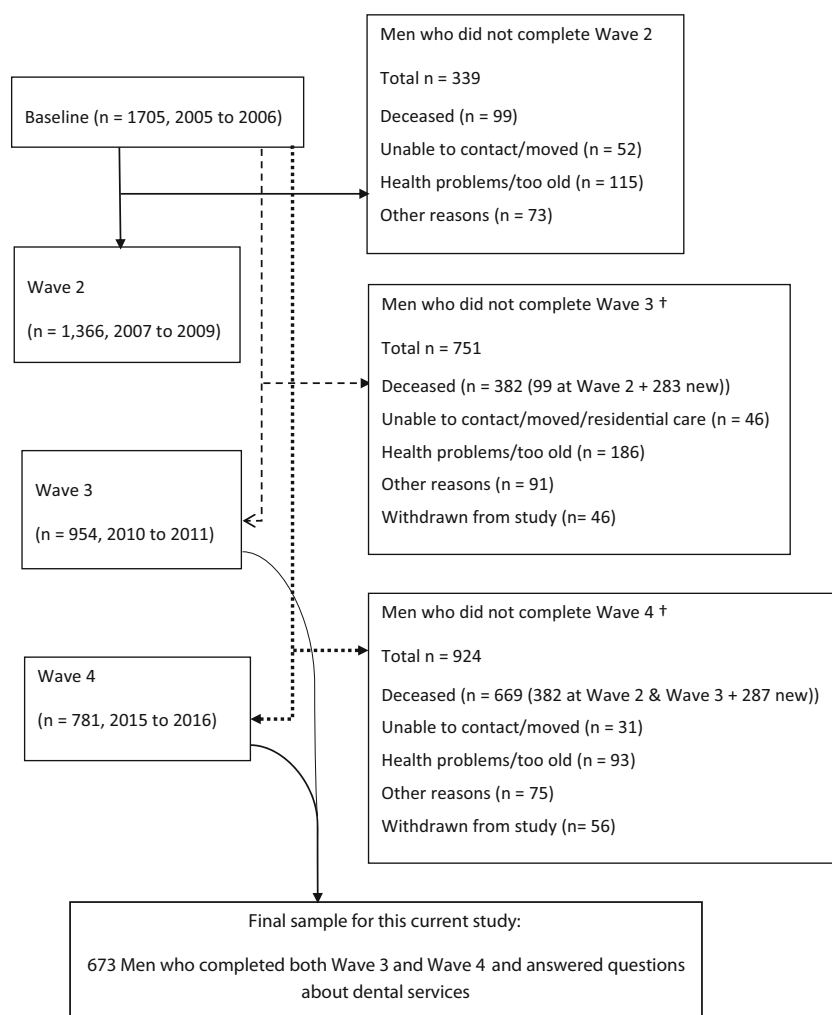 Men who did not complete Wave 2
Total n = 339
Deceased (n = 99)
Unable to contact/moved (n = 52)
Health problems/too old (n = 115)
Other reasons (n = 73)
Baseline (n = 1705, 2005 to 2006)
Wave 2
(n = 1,366, 2007 to 2009)
Men who did not complete Wave 3 †
Total n = 751
Deceased (n = 382 (99 at Wave 2 + 283 new))
Unable to contact/moved/residential care (n = 46)
Health problems/too old (n = 186)
Other reasons (n = 91)
Withdrawn from study (n= 46)
Wave 3
(n = 954, 2010 to 2011)
Men who did not complete Wave 4 †
Total n = 924
Deceased (n = 669 (382 at Wave 2 & Wave 3 + 287 new))
Unable to contact/moved (n = 31)
Health problems/too old (n = 93)
Other reasons (n = 75)
Withdrawn from study (n= 56)
Wave 4
(n = 781, 2015 to 2016)
Final sample for this current study:
673 Men who completed both Wave 3 and Wave 4 and answered questions
about dental services